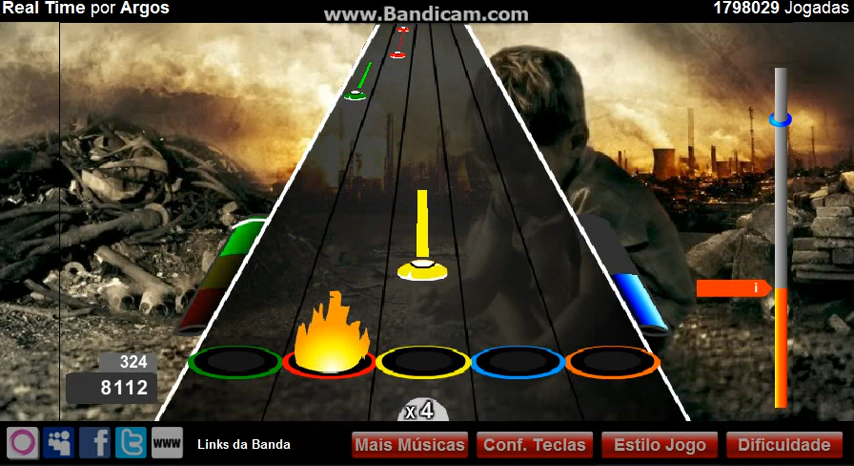 Real Time por Argos
www.Bandicam.com
1798029 Jogadas
i
324
8112
x4
www
Links da Banda
Mais Músicas
Conf. Teclas
Estilo Jogo
Dificuldade